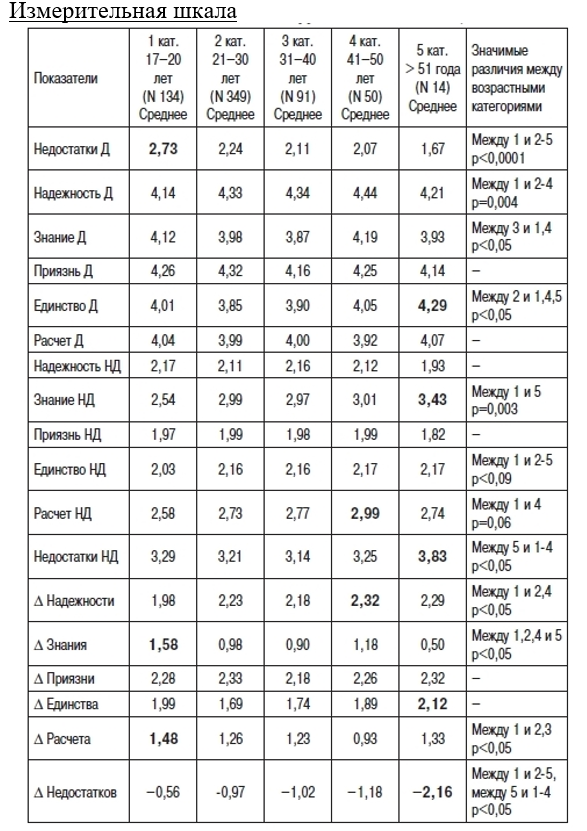 Измерительная шкала
Показатели | 1 кат. 17–20 лет (N 134) Среднее | 2 кат. 21–30 лет (N 349) Среднее | 3 кат. 31–40 лет (N 91) Среднее | 4 кат. 41–50 лет (N 50) Среднее | 5 кат. > 51 года (N 14) Среднее | Значимые различия между возрастными категориями
Недостатки Д | 2,73 | 2,24 | 2,11 | 2,07 | 1,67 | Между 1 и 2-5 p<0,0001
Надежность Д | 4,14 | 4,33 | 4,34 | 4,44 | 4,21 | Между 1 и 2-4 p=0,004
Знание Д | 4,12 | 3,98 | 3,87 | 4,19 | 3,93 | Между 3 и 1,4 p<0,05
Приязнь Д | 4,26 | 4,32 | 4,16 | 4,25 | 4,14 | –
Единство Д | 4,01 | 3,85 | 3,90 | 4,05 | 4,29 | Между 2 и 1,4,5 p<0,05
Расчет Д | 4,04 | 3,99 | 4,00 | 3,92 | 4,07 | –
Надежность НД | 2,17 | 2,11 | 2,16 | 2,12 | 1,93 | –
Знание НД | 2,54 | 2,99 | 2,97 | 3,01 | 3,43 | Между 1 и 5 p=0,003
Приязнь НД | 1,97 | 1,99 | 1,98 | 1,99 | 1,82 | –
Единство НД | 2,03 | 2,16 | 2,16 | 2,17 | 2,17 | Между 1 и 2-5 p<0,09
Расчет НД | 2,58 | 2,73 | 2,77 | 2,99 | 2,74 | Между 1 и 4 p=0,06
Недостатки НД | 3,29 | 3,21 | 3,14 | 3,25 | 3,83 | Между 5 и 1-4 p<0,05
Δ Надежности | 1,98 | 2,23 | 2,18 | 2,32 | 2,29 | Между 1 и 2,4 p<0,05
Δ Знания | 1,58 | 0,98 | 0,90 | 1,18 | 0,50 | Между 1,2,4 и 5 p<0,05
Δ Приязни | 2,28 | 2,33 | 2,18 | 2,26 | 2,32 | –
Δ Единства | 1,99 | 1,69 | 1,74 | 1,89 | 2,12 | –
Δ Расчета | 1,48 | 1,26 | 1,23 | 0,93 | 1,33 | Между 1 и 2,3 p<0,05
Δ Недостатков | –0,56 | -0,97 | –1,02 | –1,18 | –2,16 | Между 1 и 2-5, между 5 и 1-4 p<0,05